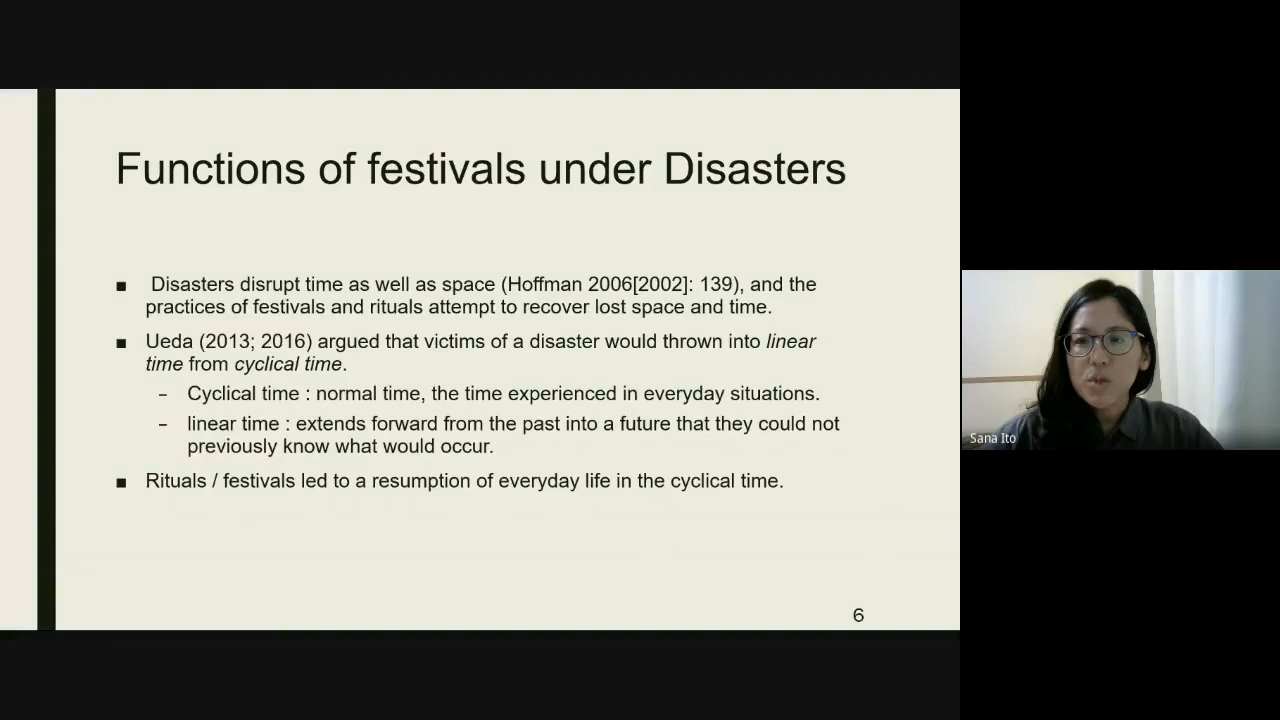 Functions of festivals under Disasters
■ Disasters disrupt time as well as space (Hoffman 2006[2002]: 139), and the
practices of festivals and rituals attempt to recover lost space and time.
■ Ueda (2013; 2016) argued that victims of a disaster would thrown into linear
time from cyclical time.
– Cyclical time : normal time, the time experienced in everyday situations.
– linear time : extends forward from the past into a future that they could not
previously know what would occur.
■ Rituals / festivals led to a resumption of everyday life in the cyclical time.
6
Sana Ito